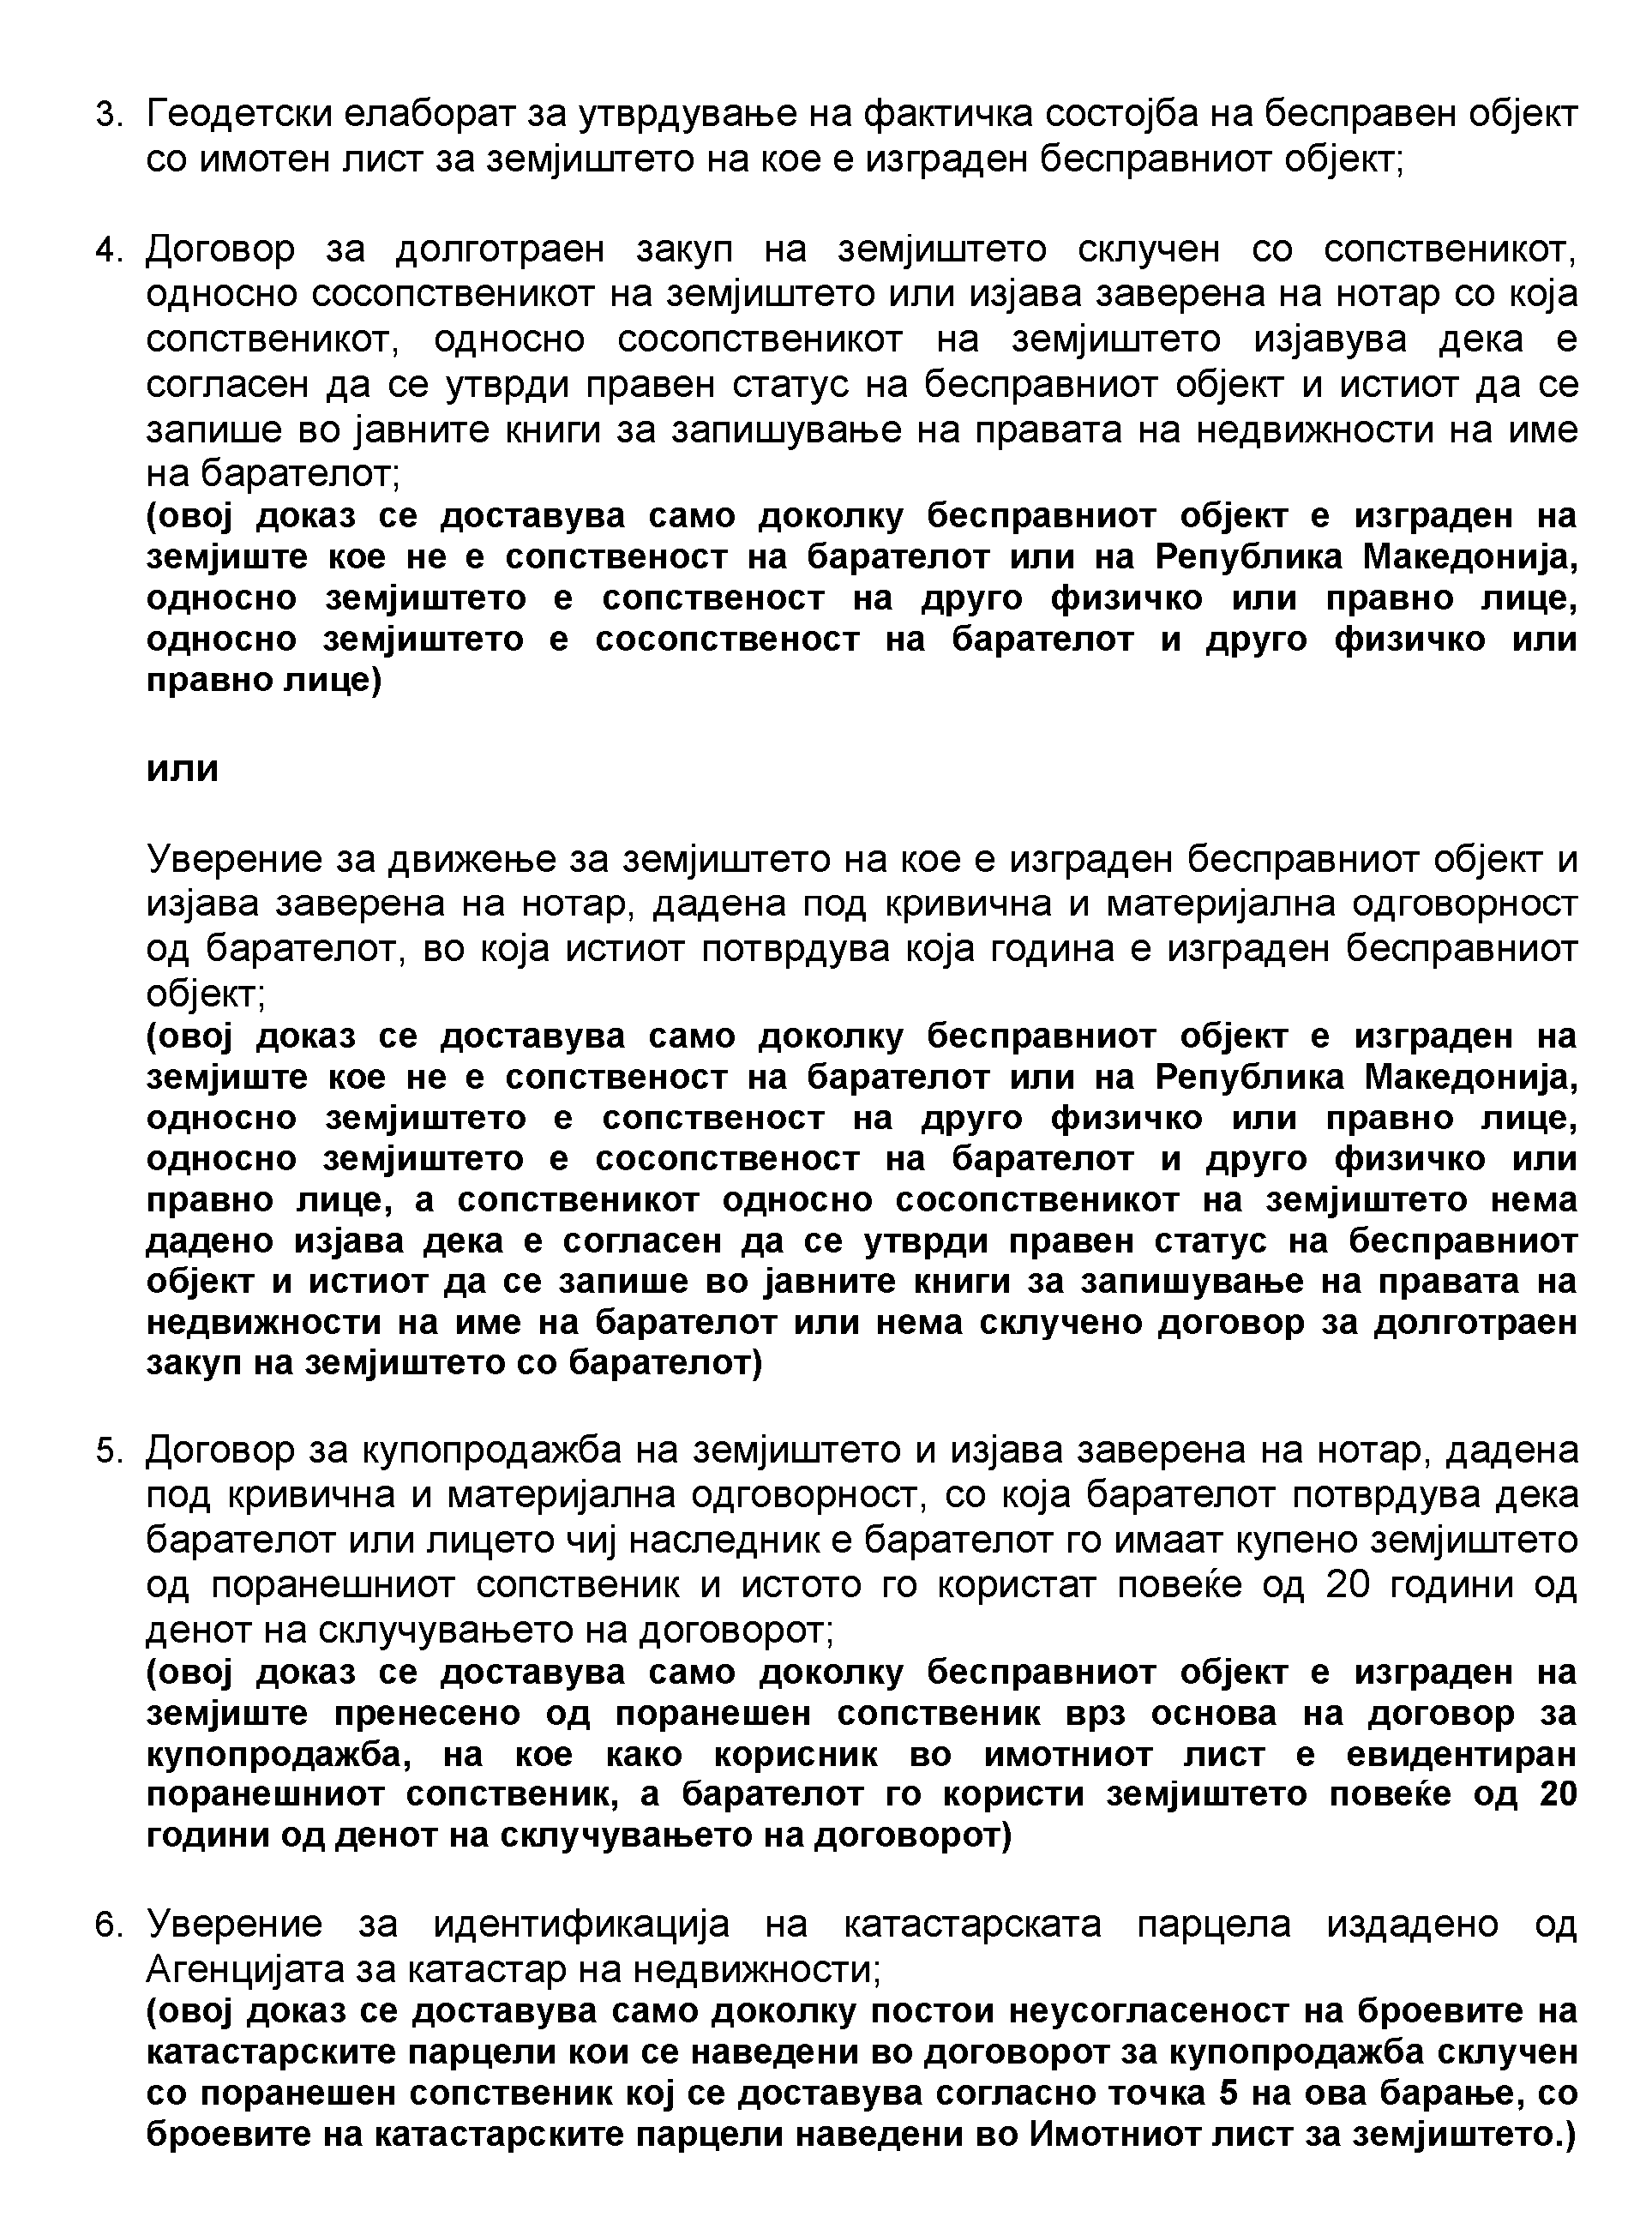 3. Геодетски елаборат за утврдување на фактичка состојба на бесправен објект
со имотен лист за земјиштето на кое е изграден бесправниот објект;
4. Договор за долготраен закуп на земјиштето склучен со сопственикот,
односно сосопственикот на земјиштето или изјава заверена на нотар со која
сопственикот, односно сосопственикот на земјиштето изјавува дека е
согласен да се утврди правен статус на бесправниот објект и истиот да се
запише во јавните книги за запишување на правата на недвижности на име
на барателот;
(овој доказ се доставува само доколку бесправниот објект е изграден на
земјиште кое не е сопственост на барателот или на Република Македонија,
односно земјиштето е сопственост на друго физичко или правно лице,
односно земјиштето е сосопственост на барателот и друго физичко или
правно лице)
или
Уверение за движење за земјиштето на кое е изграден бесправниот објект и
изјава заверена на нотар, дадена под кривична и материјална одговорност
од барателот, во која истиот потврдува која година е изграден бесправниот
објект;
(овој доказ се доставува само доколку бесправниот објект е изграден на
земјиште кое не е сопственост на барателот или на Република Македонија,
односно земјиштето е сопственост на друго физичко или правно лице,
односно земјиштето е сосопственост на барателот и друго физичко или
правно лице, а сопственикот односно сосопственикот на земјиштето нема
дадено изјава дека е согласен да се утврди правен статус на бесправниот
објект и истиот да се запише во јавните книги за запишување на правата на
недвижности на име на барателот или нема склучено договор за долготраен
закуп на земјиштето со барателот)
5. Договор за купопродажба на земјиштето и изјава заверена на нотар, дадена
под кривична и материјална одговорност, со која барателот потврдува дека
барателот или лицето чиј наследник е барателот го имаат купено земјиштето
од поранешниот сопственик и истото го користат повеќе од 20 години од
денот на склучувањето на договорот;
(овој доказ се доставува само доколку бесправниот објект е изграден на
земјиште пренесено од поранешен сопственик врз основа на договор за
купопродажба, на кое како корисник во имотниот лист е евидентиран
поранешниот сопственик, а барателот го користи земјиштето повеќе од 20
години од денот на склучувањето на договорот)
6. Уверение за идентификација на катастарската парцела издадено од
Агенцијата за катастар на недвижности;
(овој доказ се доставува само доколку постои неусогласеност на броевите на
катастарските парцели кои се наведени во договорот за купопродажба склучен
со поранешен сопственик кој се доставува согласно точка 5 на ова барање, со
броевите на катастарските парцели наведени во Имотниот лист за земјиштето.)